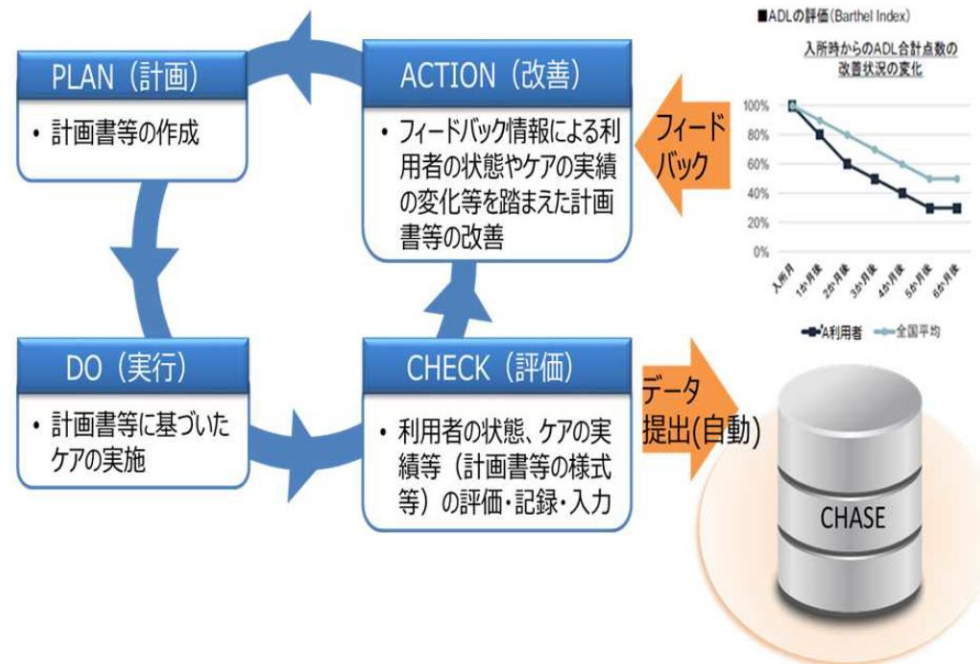 PLAN（計画）
・計画書等の作成
ACTION（改善）
・フィードバック情報による利
用者の状態やケアの実績
の変化等を踏まえた計画
書等の改善
フィード
バック
■ADLの評価（Barthel Index）
入所時からのADL合計点数の
改善状況の変化
100%
80%
60%
40%
20%
0%
入所月
1か月後
2か月後
3か月後
4か月後
5か月後
6か月後
A利用者
全国平均
DO（実行）
・計画書等に基づいた
ケアの実施
CHECK（評価）
・利用者の状態、ケアの実
績等（計画書等の様式
等）の評価・記録・入力
データ
提出(自動)
CHASE